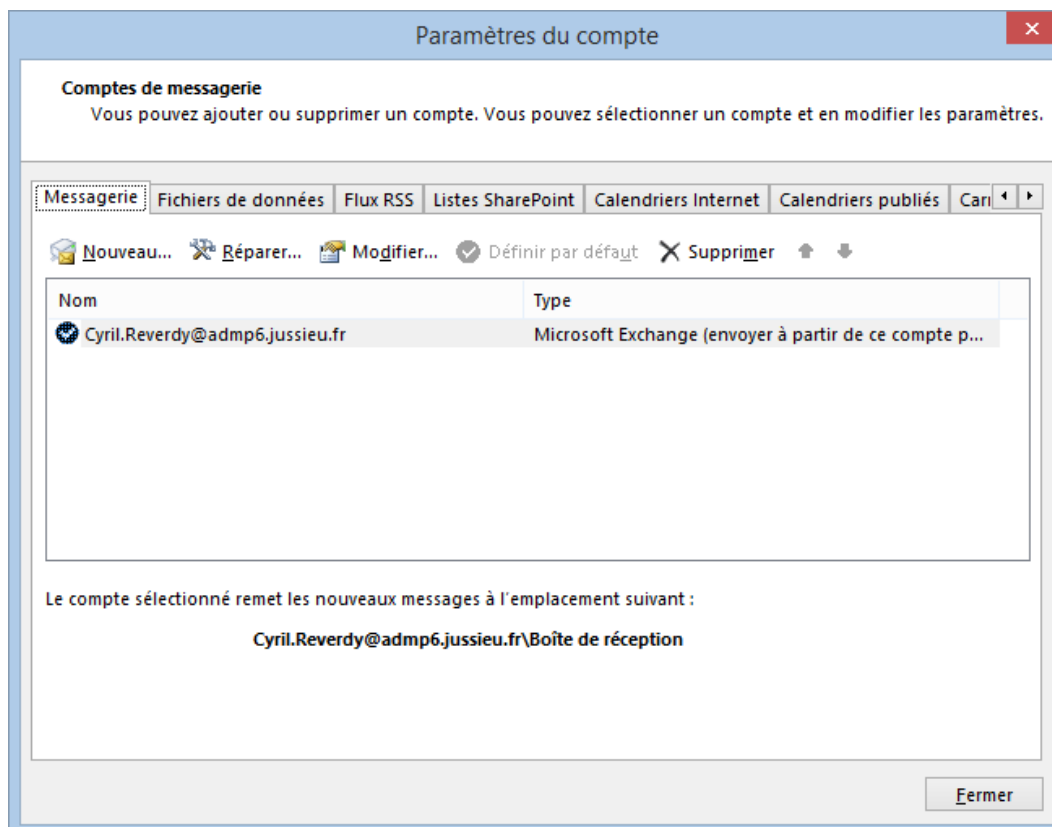 Paramètres du compte
Comptes de messagerie
Vous pouvez ajouter ou supprimer un compte. Vous pouvez sélectionner un compte et en modifier les paramètres.
Messagerie Fichiers de données Flux RSS Listes SharePoint Calendriers Internet Calendriers publiés
Nouveau... Réparer... Modifier... Définir par défaut Supprimer
Nom Type
Cyril.Reverdy@admp6.jussieu.fr Microsoft Exchange (envoyer à partir de ce compte p...
Le compte sélectionné remet les nouveaux messages à l'emplacement suivant :
Cyril.Reverdy@admp6.jussieu.fr\Boîte de réception
Fermer